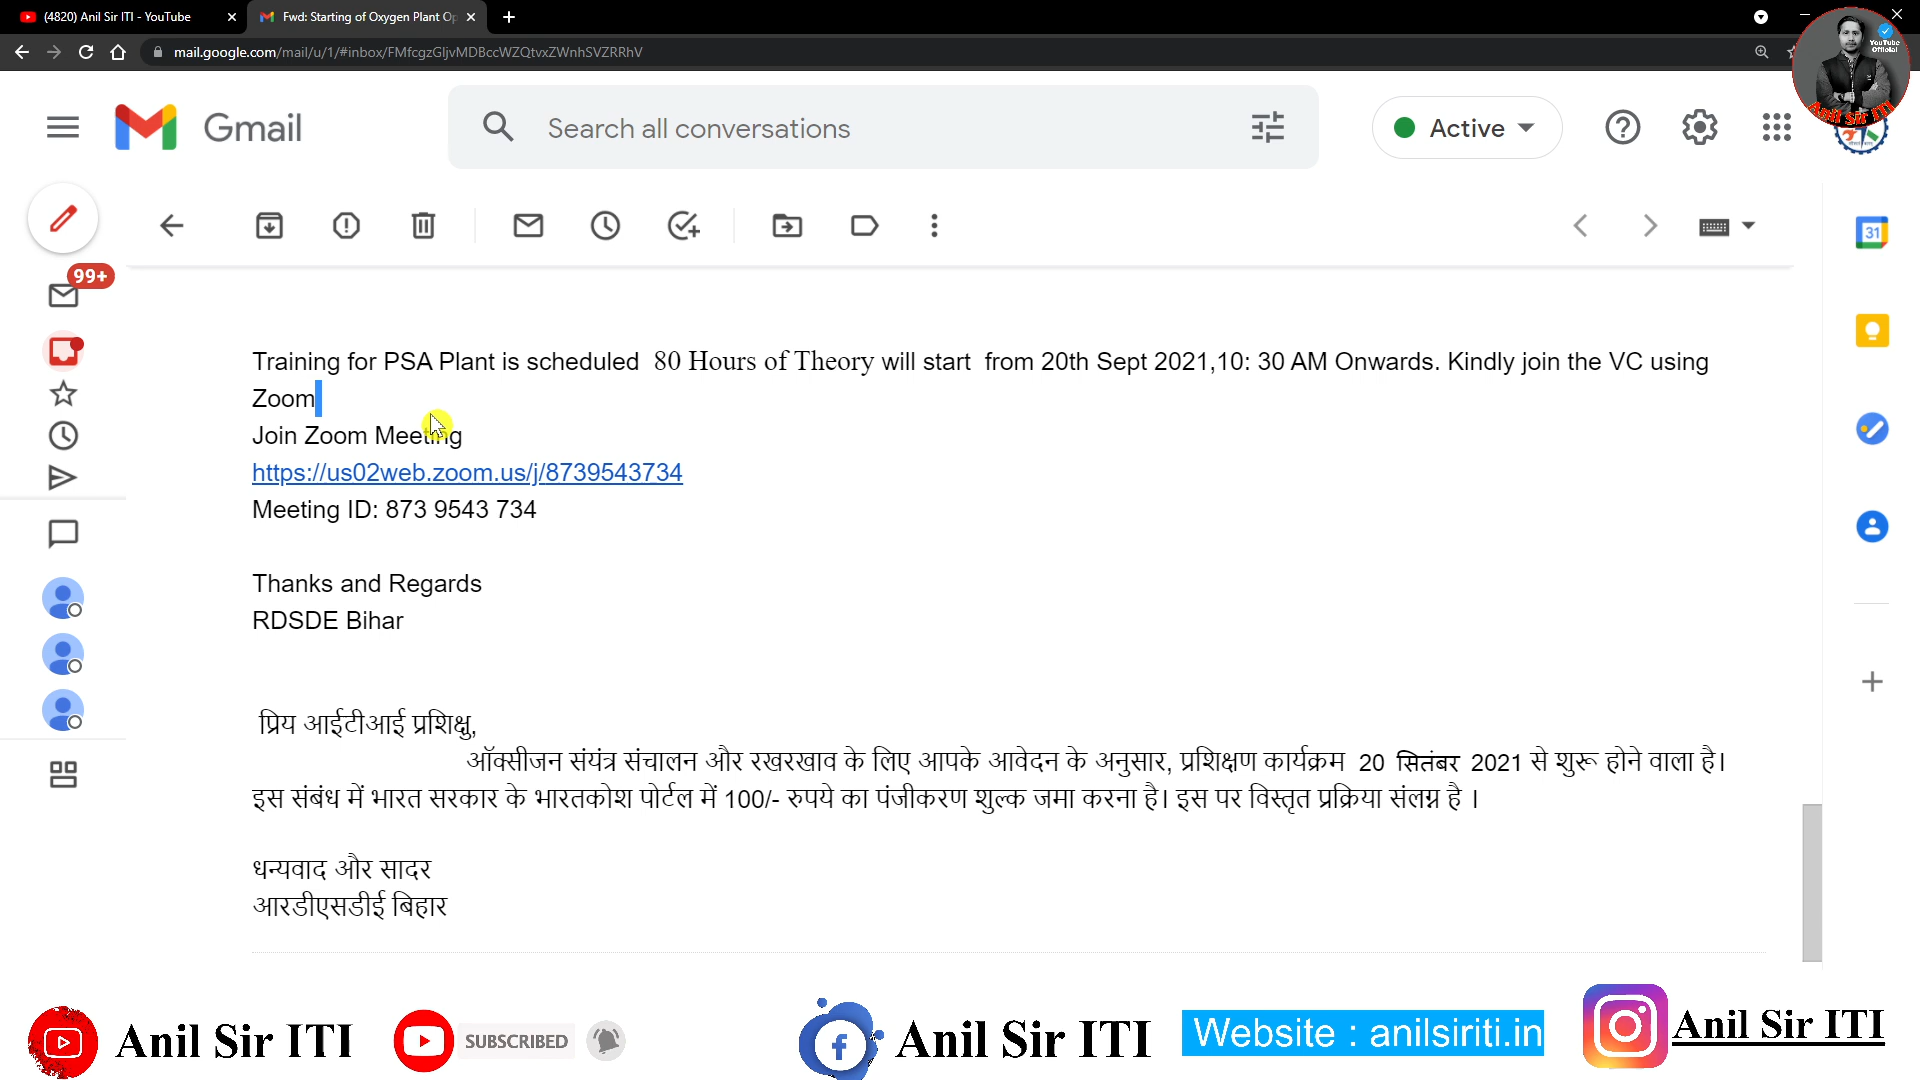 (4820) Anil Sir ITI - YouTube
Fwd: Starting of Oxygen Plant Op
mail.google.com/mail/u/1/#inbox/FMfcgzGljvMDBccWZQtvxZWnhSVZRRhV
YouTube
Official
Anil Sir ITI
Gmail
Search all conversations
Active
99+
31
Training for PSA Plant is scheduled 80 Hours of Theory will start from 20th Sept 2021,10: 30 AM Onwards. Kindly join the VC using
Zoom
Join Zoom Meeting
https://us02web.zoom.us/j/8739543734
Meeting ID: 873 9543 734
Thanks and Regards
RDSDE Bihar
प्रिय आईटीआई प्रशिक्षु,
ऑक्सीजन संयंत्र संचालन और रखरखाव के लिए आपके आवेदन के अनुसार, प्रशिक्षण कार्यक्रम 20 सितंबर 2021 से शुरू होने वाला है।
इस संबंध में भारत सरकार के भारतकोश पोर्टल में 100/- रुपये का पंजीकरण शुल्क जमा करना है। इस पर विस्तृत प्रक्रिया संलग्न है ।
धन्यवाद और सादर
आरडीएसडीई बिहार
Anil Sir ITI
SUBSCRIBED
Anil Sir ITI
Website : anilsiriti.in
Anil Sir ITI